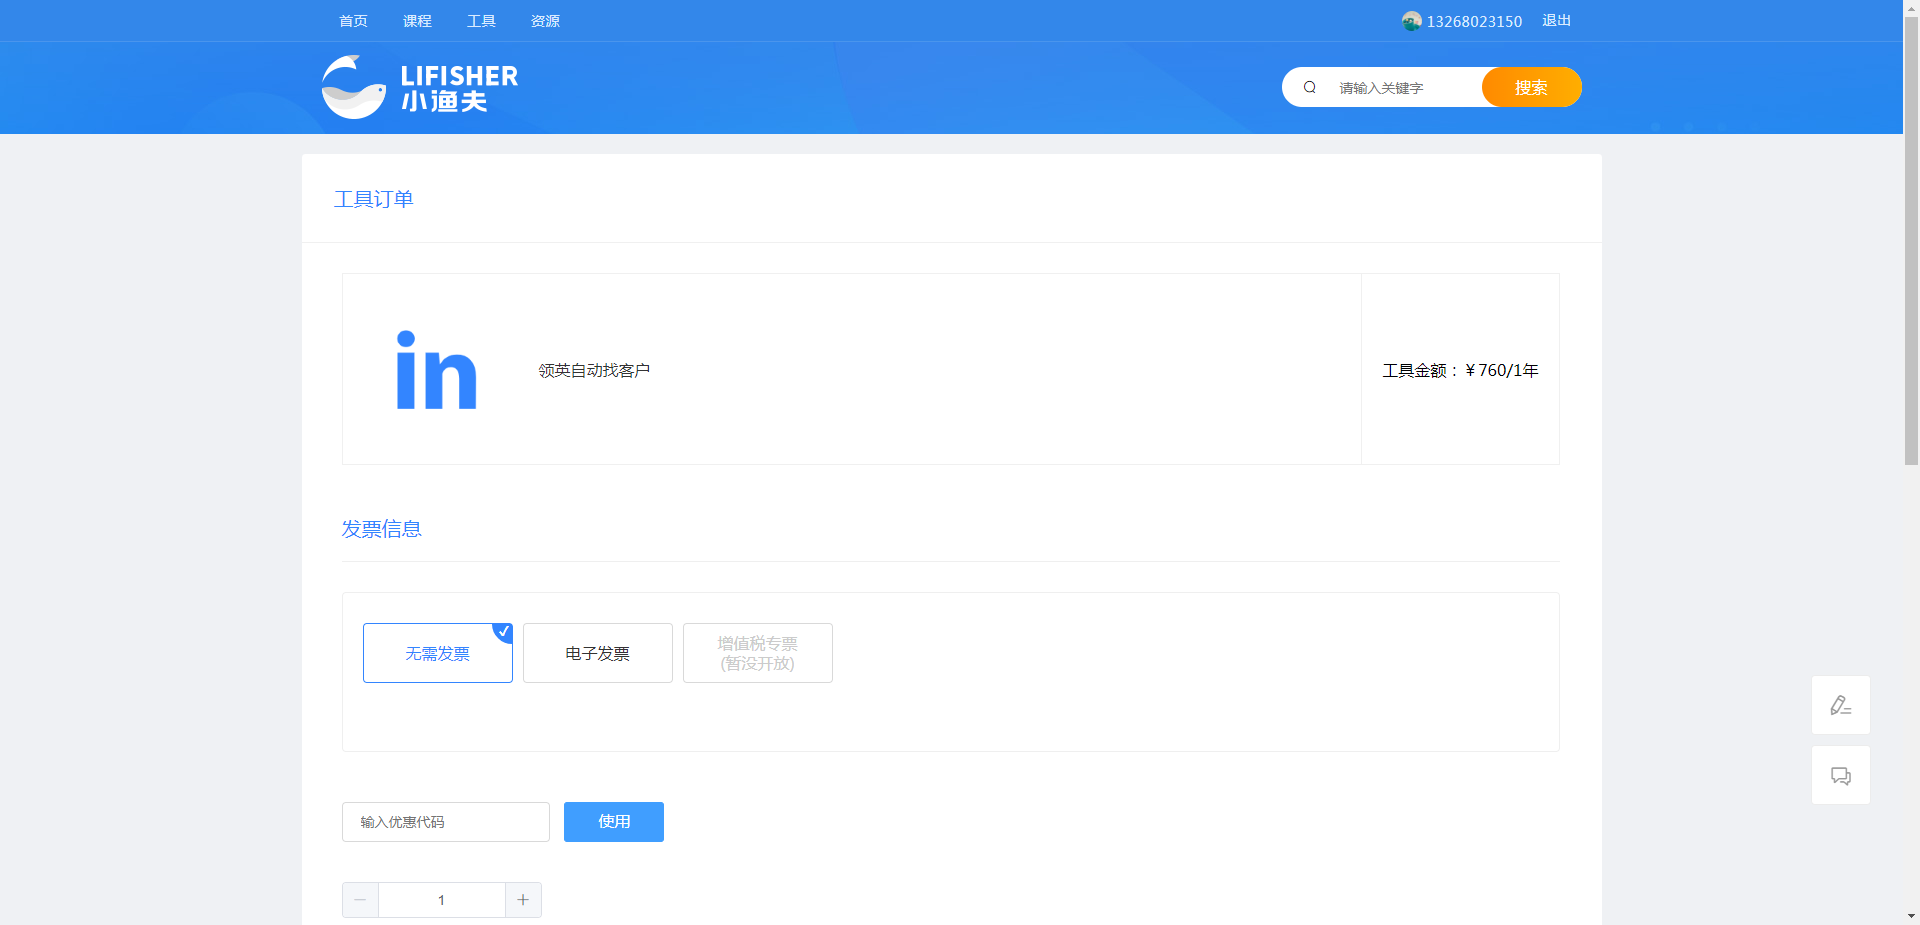 首页 课程 工具 资源 13268023150 退出
LIFISHER
小渔夫
请输入关键字 搜索
工具订单
in 领英自动找客户 工具金额：¥760/1年
发票信息
无需发票 电子发票 增值税专票
(暂没开放)
输入优惠代码 使用
1